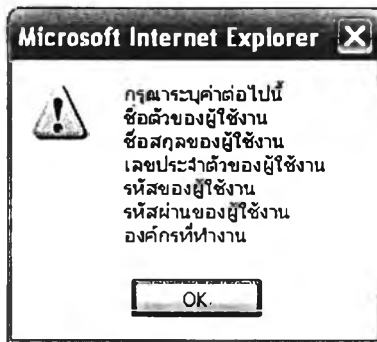 Microsoft Internet Explorer
กรุณาระบุค่าต่อไปนี้
ชื่อตัวของผู้ใช้งาน
ชื่อสกุลของผู้ใช้งาน
เลขประจำตัวของผู้ใช้งาน
รหัสของผู้ใช้งาน
รหัสผ่านของผู้ใช้งาน
องค์กรที่ทำงาน
OK